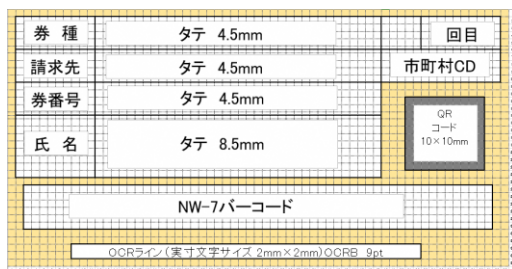 券 種 タテ 4.5mm 回目
請求先 タテ 4.5mm 市町村CD
券番号 タテ 4.5mm
氏 名 タテ 8.5mm
QR
コード
10×10mm
NW-7バーコード
OCRライン(実寸文字サイズ 2mm×2mm)OCRB 9pt